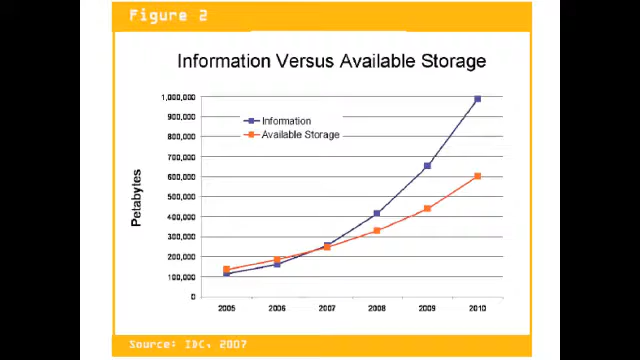 Figure 2
Information Versus Available Storage
1,000,000
900,000
800,000
700,000
600,000
500,000
400,000
300,000
200,000
100,000
0
Petabytes
Information
Available Storage
2005 2006 2007 2008 2009 2010
Source: IDC, 2007